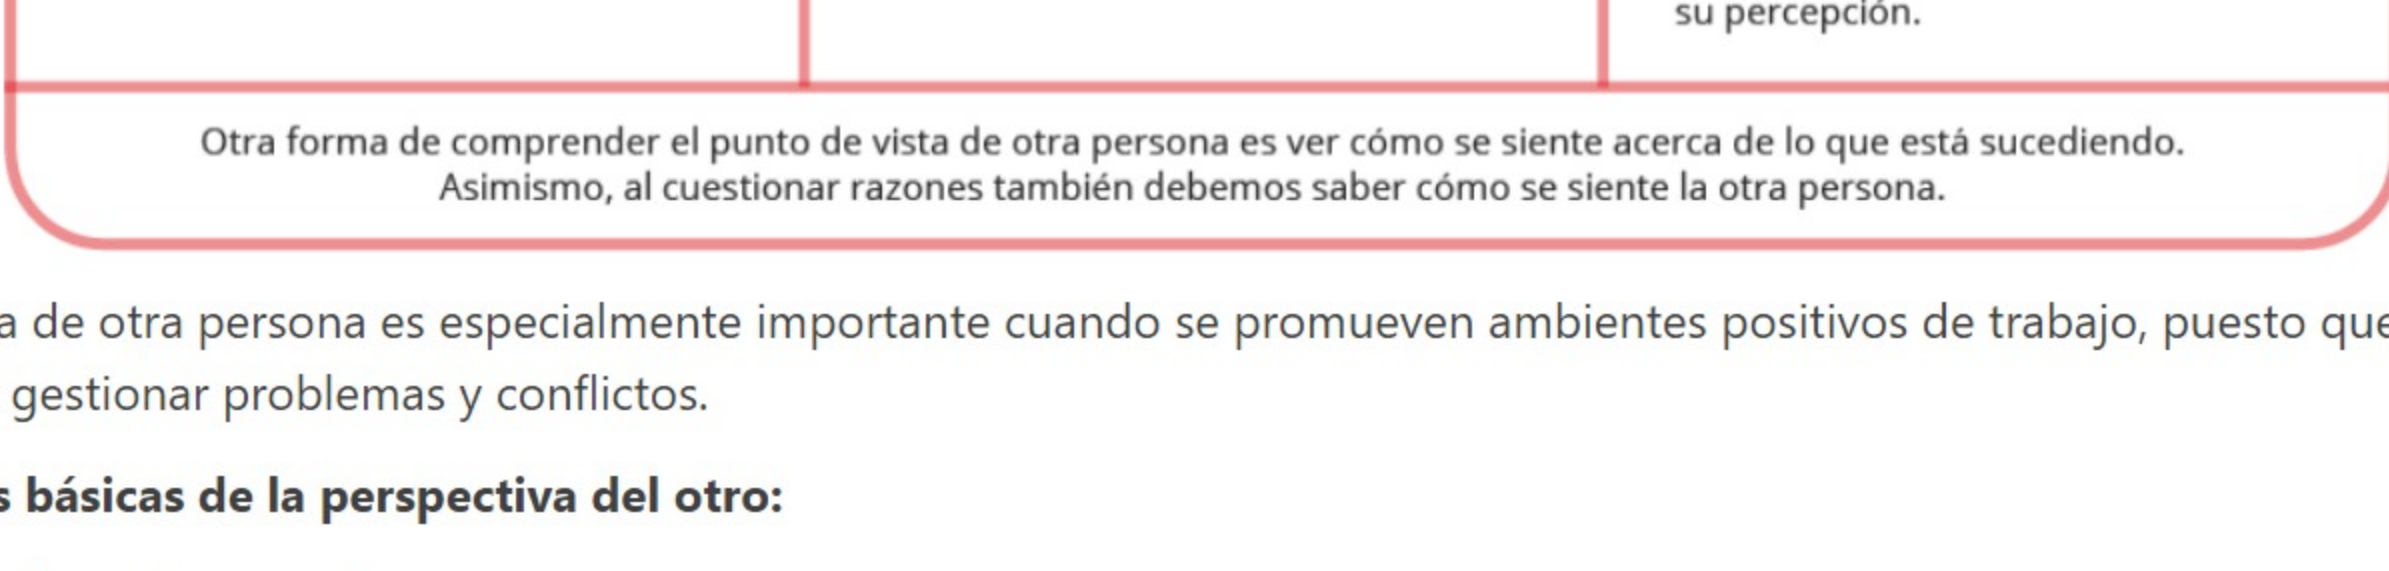 su percepción.
Otra forma de comprender el punto de vista de otra persona es ver cómo se siente acerca de lo que está sucediendo.
Asimismo, al cuestionar razones también debemos saber cómo se siente la otra persona.
a de otra persona es especialmente importante cuando se promueven ambientes positivos de trabajo, puesto que
gestionar problemas y conflictos.
s básicas de la perspectiva del otro: